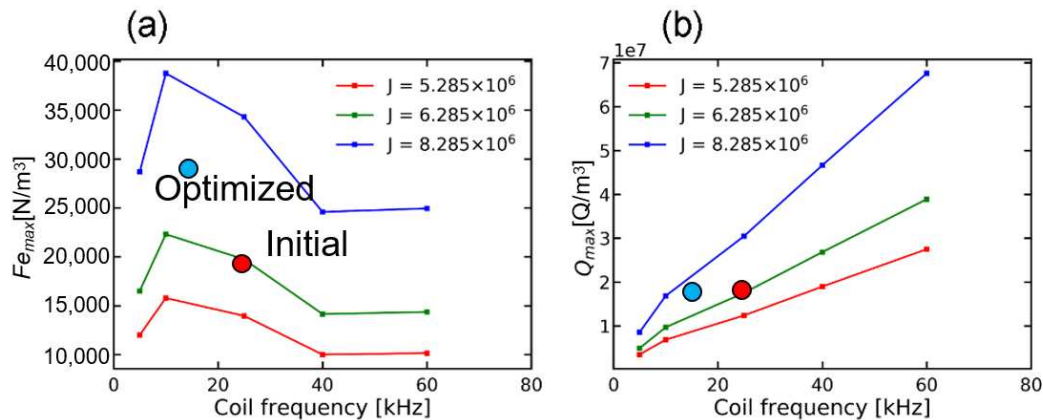 (a)
40,000
35,000
30,000
25,000
20,000
15,000
10,000
Fe_max[N/m³]
J = 5.285×10⁶
J = 6.285×10⁶
J = 8.285×10⁶
Optimized
Initial
0 20 40 60 80
Coil frequency [kHz]
(b)
1e7
7
6
5
4
3
2
1
Q_max[Q/m³]
J = 5.285×10⁶
J = 6.285×10⁶
J = 8.285×10⁶
0 20 40 60 80
Coil frequency [kHz]